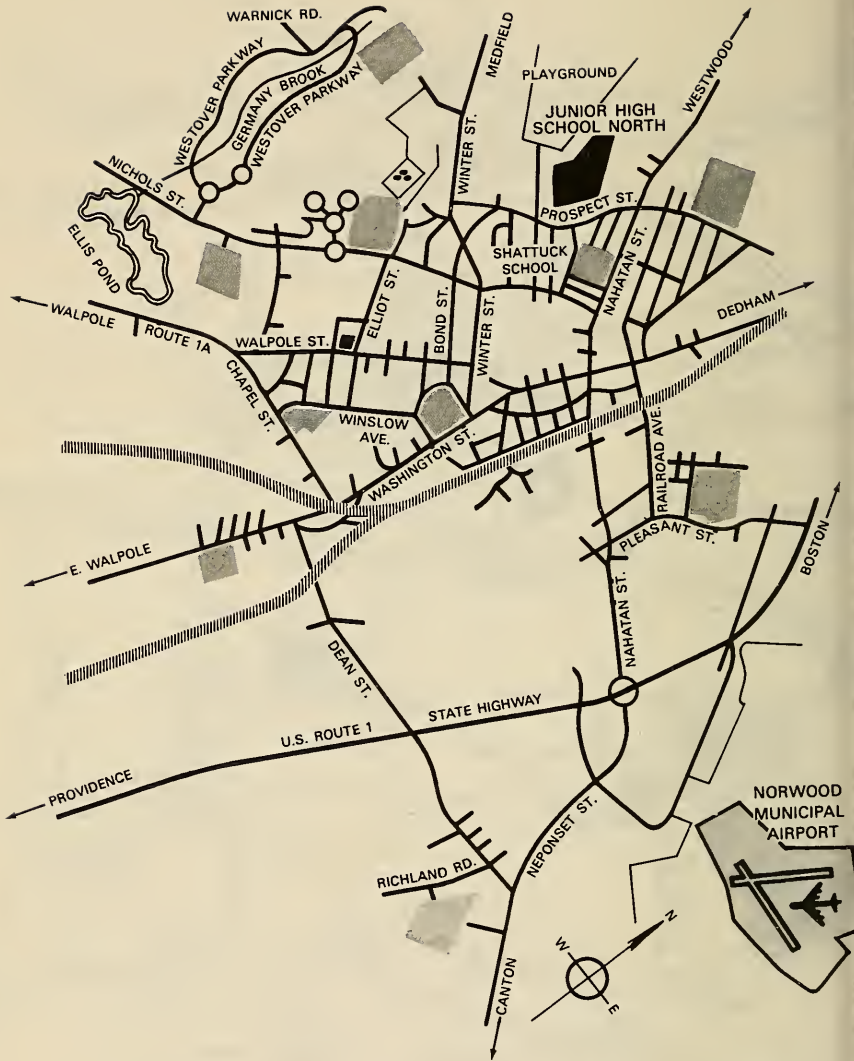 WARNICK RD.
WESTOVER PARKWAY
GERMANY BROOK
WESTOVER PARKWAY
MEDFIELD
WINTER ST.
PLAYGROUND
JUNIOR HIGH
SCHOOL NORTH
WESTWOOD
NICHOLS ST.
ELLIS POND
PROSPECT ST.
SHATTUCK
SCHOOL
NAHATAN ST.
ELLIOT ST.
BOND ST.
WINTER ST.
DEDHAM
WALPOLE
ROUTE 1A
WALPOLE ST.
CHAPEL ST.
WINSLOW
AVE.
WASHINGTON ST.
RAILROAD AVE.
PLEASANT ST.
BOSTON
E. WALPOLE
NAHATAN ST.
DEAN ST.
STATE HIGHWAY
U.S. ROUTE 1
PROVIDENCE
NORWOOD
MUNICIPAL
AIRPORT
NEPONSET ST.
RICHLAND RD.
CANTON
N
W
E